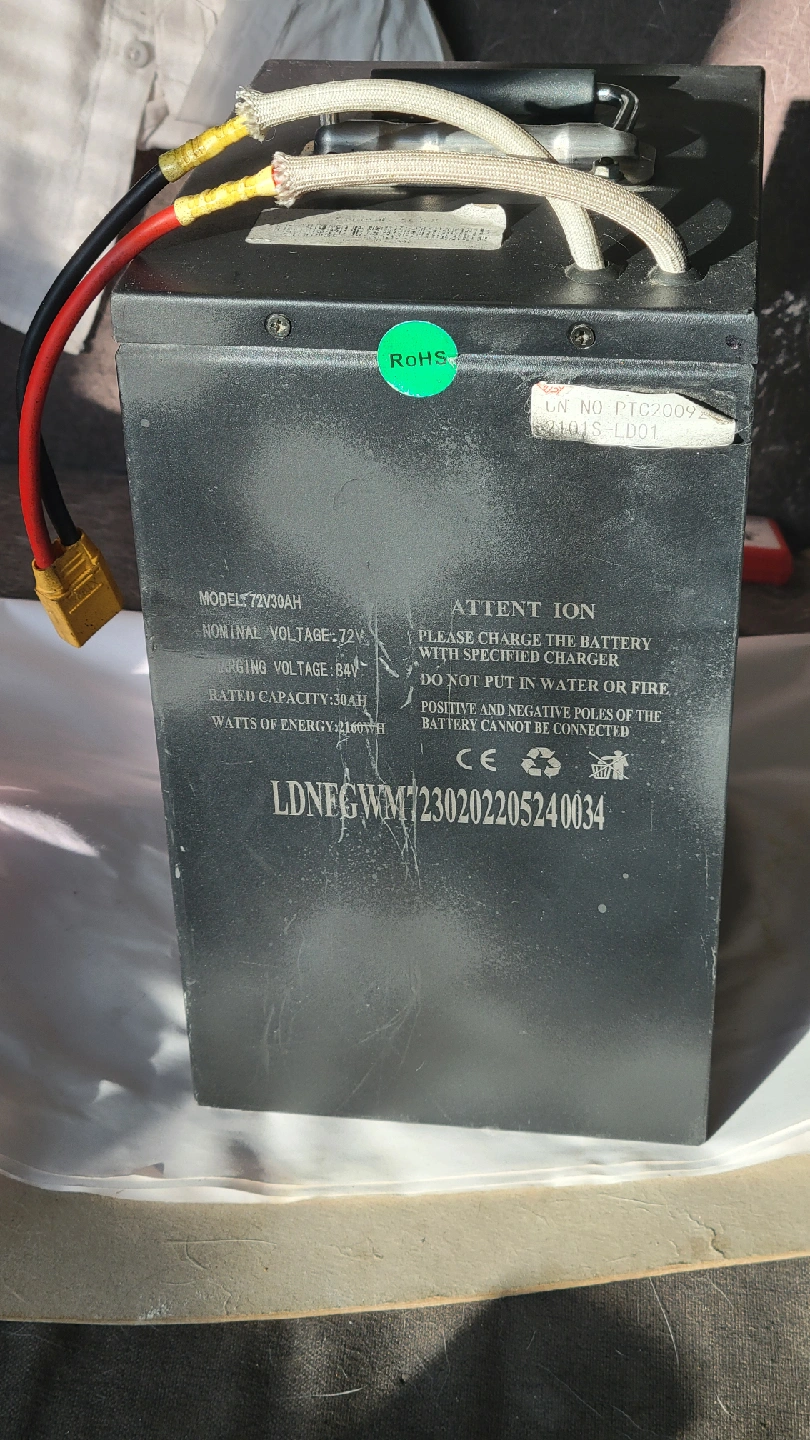 RoHS
CN NO PTC2009
2101S-LD01
MODEL:72V30AH
NOMINAL VOLTAGE:72V
VOLTAGE:84V
RATED CAPACITY:30AH
WATTS OF ENERGY:2160WH
ATTENT ION
PLEASE CHARGE THE BATTERY
WITH SPECIFIED CHARGER
DO NOT PUT IN WATER OR FIRE
POSITIVE AND NEGATIVE POLES OF THE
BATTERY CANNOT BE CONNECTED
CE
LDNEGWM7230202205240034